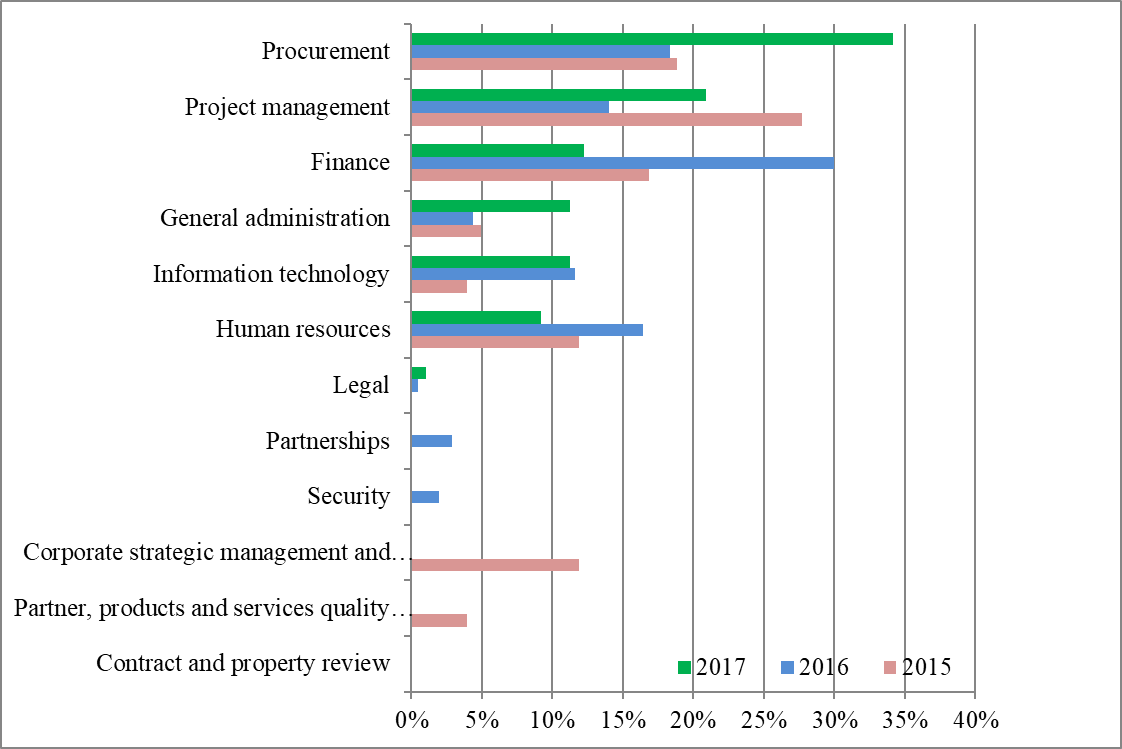 Procurement
Project management
Finance
General administration
Information technology
Human resources
Legal
Partnerships
Security
Corporate strategic management and…
Partner, products and services quality…
Contract and property review
2017 2016 2015
0% 5% 10% 15% 20% 25% 30% 35% 40%